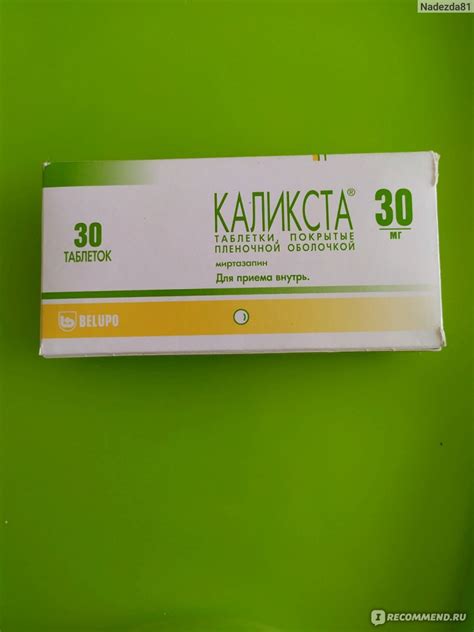 Nadezda81
30
ТАБЛЕТОК
КАЛИКСТА®
ТАБЛЕТКИ, ПОКРЫТЫЕ
ПЛЕНОЧНОЙ ОБОЛОЧКОЙ
миртазапин
Для приема внутрь.
30
МГ
BELUPO
I RECOMMEND.RU